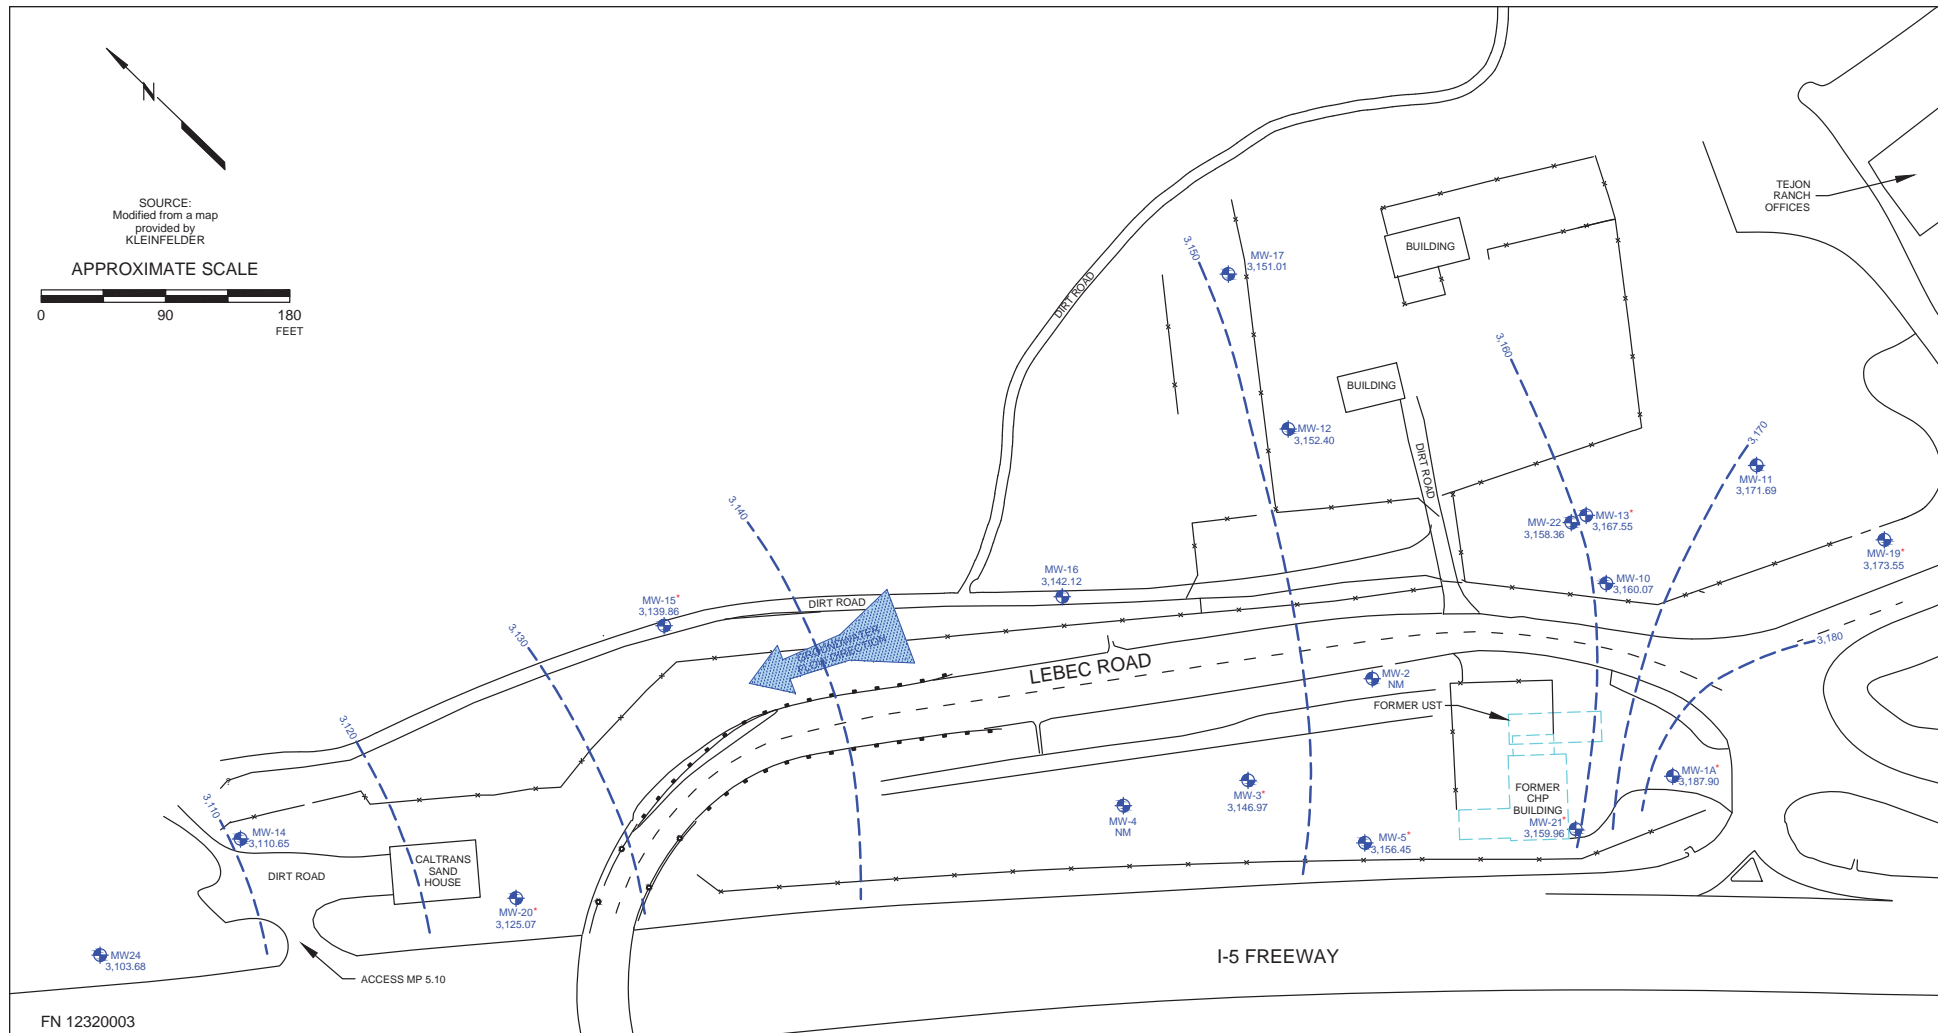 N
SOURCE:
Modified from a map
provided by
KLEINFELDER
APPROXIMATE SCALE
0 90 180
FEET
TEJON
RANCH
OFFICES
BUILDING
BUILDING
DIRT ROAD
DIRT ROAD
DIRT ROAD
DIRT ROAD
3,150
3,160
3,170
3,180
3,140
3,130
3,120
3,110
MW-17
3,151.01
MW-12
3,152.40
MW-11
3,171.69
MW-22
3,158.36
MW-13*
3,167.55
MW-19*
3,173.55
MW-10
3,160.07
MW-16
3,142.12
MW-15*
3,139.86
GROUNDWATER
FLOW DIRECTION
LEBEC ROAD
MW-2
NM
FORMER UST
MW-1A*
3,187.90
FORMER
CHP
BUILDING
MW-21*
3,159.96
MW-3*
3,146.97
MW-4
NM
MW-5*
3,156.45
MW-14
3,110.65
CALTRANS
SAND
HOUSE
?
MW-20*
3,125.07
MW24
3,103.68
ACCESS MP 5.10
I-5 FREEWAY
FN 12320003